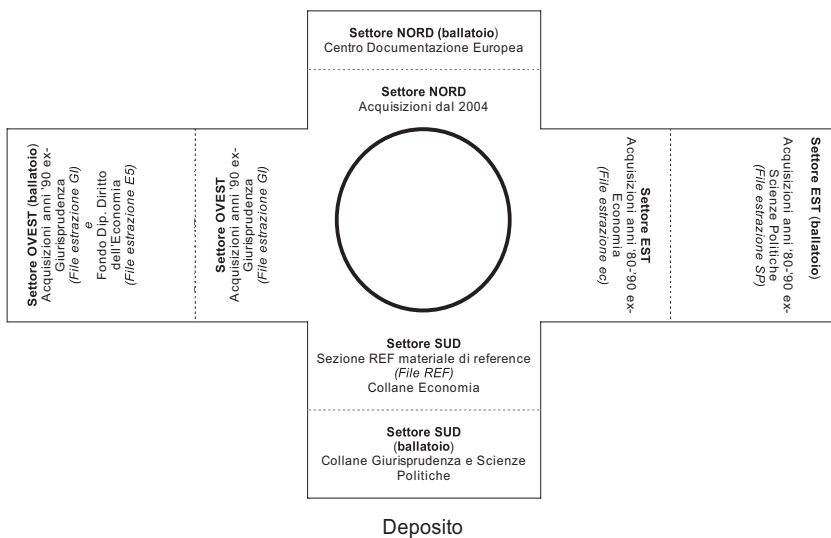 Settore NORD (ballatoio)
Centro Documentazione Europea
Settore NORD
Acquisizioni dal 2004
Settore OVEST (ballatoio)
Acquisizioni anni '90 ex-
Giurisprudenza
(File estrazione GI)
e
Fondo Dip. Diritto
dell'Economia
(File estrazione E5)
Settore OVEST
Acquisizioni anni '90 ex-
Giurisprudenza
(File estrazione GI)
Settore EST
Acquisizioni anni '80-'90 ex-
Economia
(File estrazione ec)
Settore EST (ballatoio)
Acquisizioni anni '80-'90 ex-
Scienze Politiche
(File estrazione SP)
Settore SUD
Sezione REF materiale di reference
(File REF)
Collane Economia
Settore SUD
(ballatoio)
Collane Giurisprudenza e Scienze
Politiche
Deposito